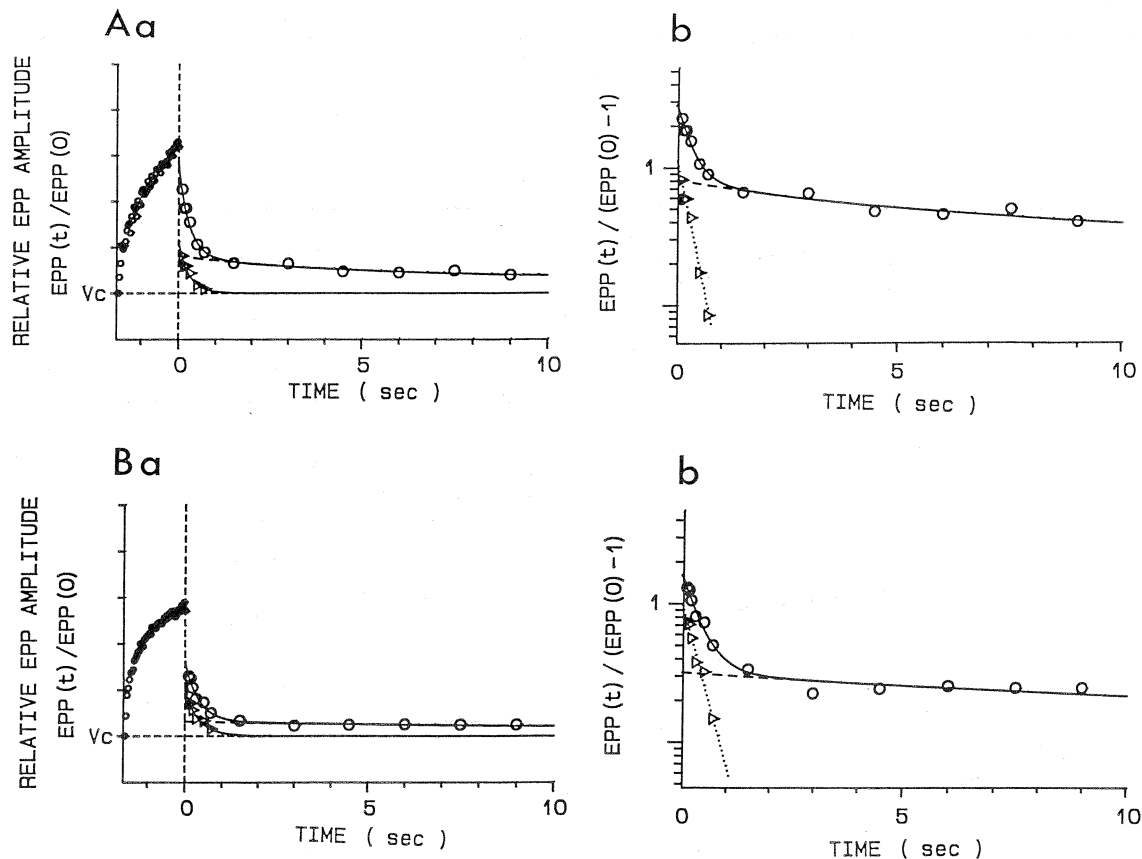 Aa
RELATIVE EPP AMPLITUDE
EPP(t)/EPP(0)
Vc
0
5
10
TIME ( sec )
b
EPP(t)/(EPP(0)-1)
1
0
5
10
TIME ( sec )
Ba
RELATIVE EPP AMPLITUDE
EPP(t)/EPP(0)
Vc
0
5
10
TIME ( sec )
b
EPP(t)/(EPP(0)-1)
1
0
5
10
TIME ( sec )